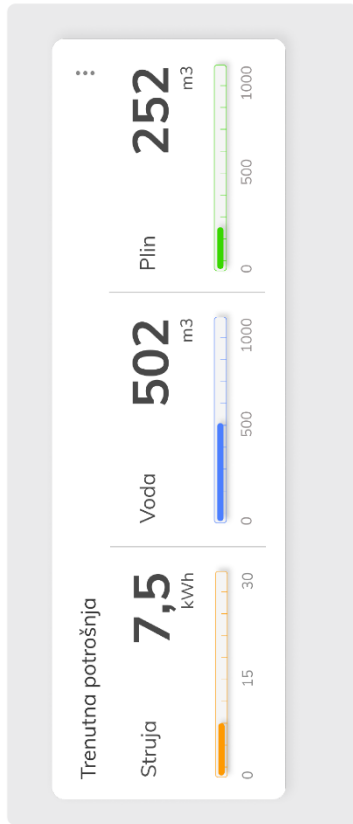 Trenutna potrošnja
Struja 7,5
kWh
0 15 30
Voda 502
m3
0 500 1000
Plin 252
m3
0 500 1000